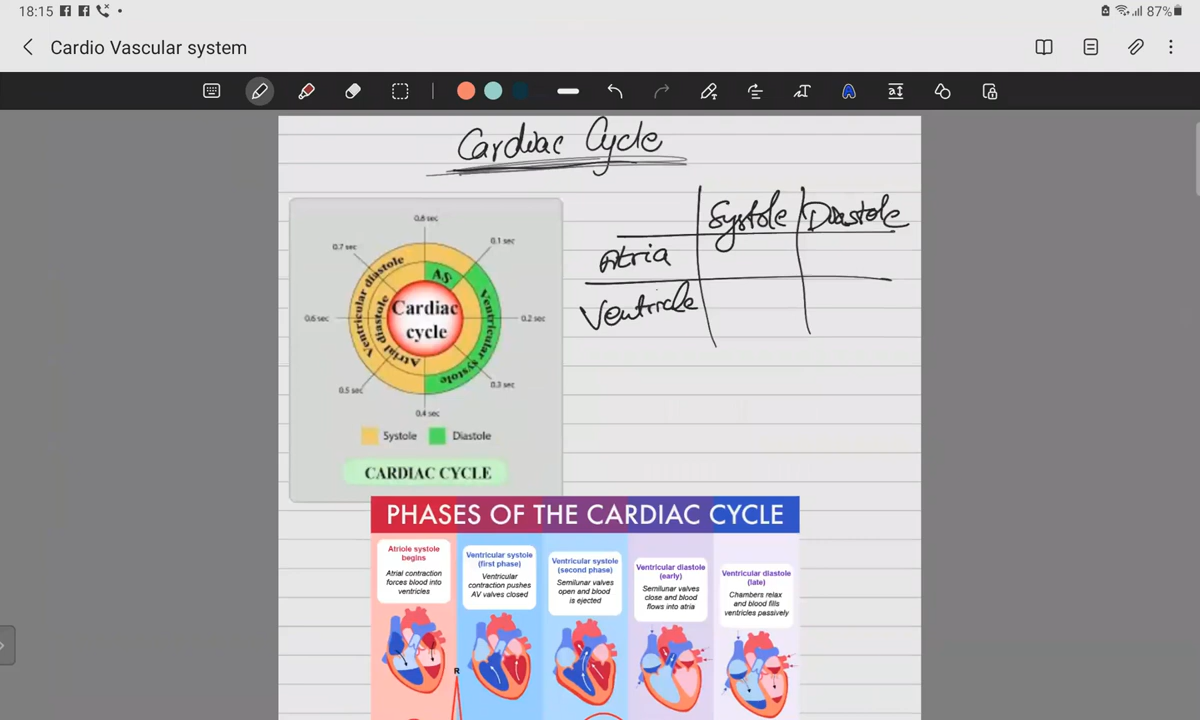 18:15
87%
Cardio Vascular system
Cardiac Cycle
Systole Diastole
Atria
Ventricle
0.8 sec
0.1 sec
0.2 sec
0.3 sec
0.4 sec
0.5 sec
0.6 sec
0.7 sec
A.S
Ventricular systole
Ventricular diastole
Atrial diastole
Cardiac
cycle
Systole Diastole
CARDIAC CYCLE
PHASES OF THE CARDIAC CYCLE
Atriole systole
begins
Atrial contraction
forces blood into
ventricles
Ventricular systole
(first phase)
Ventricular
contraction pushes
AV valves closed
Ventricular systole
(second phase)
Semilunar valves
open and blood
is ejected
Ventricular diastole
(early)
Semilunar valves
close and blood
flows into atria
Ventricular diastole
(late)
Chambers relax
and blood fills
ventricles passively
R